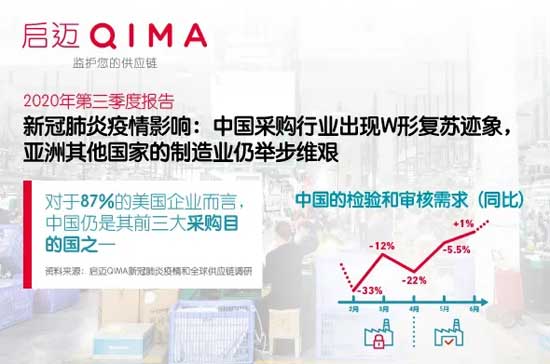 启迈 QIMA
监护您的供应链
2020年第三季度报告
新冠肺炎疫情影响：中国采购行业出现W形复苏迹象，
亚洲其他国家的制造业仍举步维艰
对于87%的美国企业而言，
中国仍是其前三大采购目
的国之一
资料来源：启迈QIMA新冠肺炎疫情和全球供应链调研
中国的检验和审核需求（同比）
+1%
-12%
-5.5%
-22%
-33%
2月 3月 4月 5月 6月